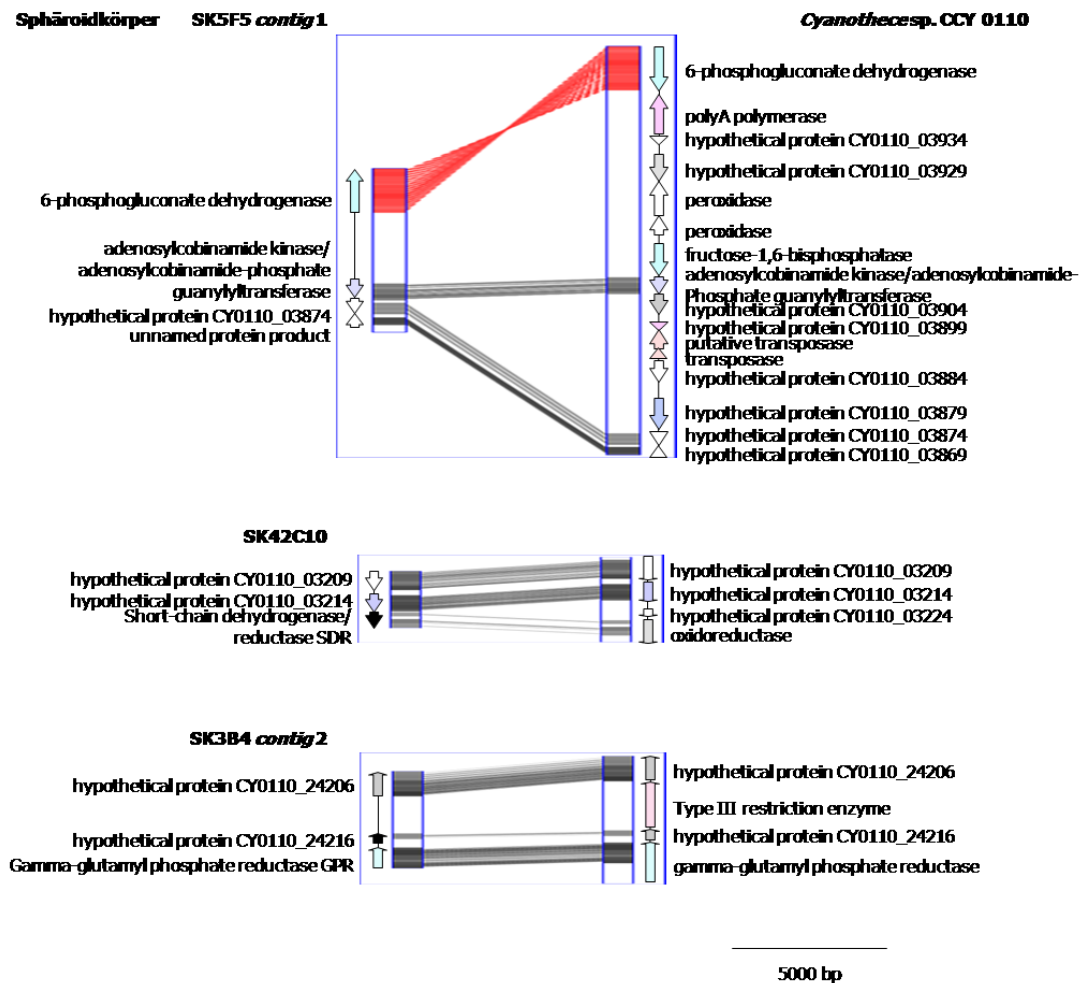 Sphäroidkörper SK5F5 contig 1 Cyanothece sp. CCY 0110
6-phosphogluconate dehydrogenase
adenosylcobinamide kinase/
adenosylcobinamide-phosphate
guanylyltransferase
hypothetical protein CY0110_03874
unnamed protein product
6-phosphogluconate dehydrogenase
polyA polymerase
hypothetical protein CY0110_03934
hypothetical protein CY0110_03929
peroxidase
peroxidase
fructose-1,6-bisphosphatase
adenosylcobinamide kinase/adenosylcobinamide-
Phosphate guanylyltransferase
hypothetical protein CY0110_03904
hypothetical protein CY0110_03899
putative transposase
transposase
hypothetical protein CY0110_03884
hypothetical protein CY0110_03879
hypothetical protein CY0110_03874
hypothetical protein CY0110_03869
SK42C10
hypothetical protein CY0110_03209
hypothetical protein CY0110_03214
Short-chain dehydrogenase/
reductase SDR
hypothetical protein CY0110_03209
hypothetical protein CY0110_03214
hypothetical protein CY0110_03224
oxidoreductase
SK3B4 contig 2
hypothetical protein CY0110_24206
hypothetical protein CY0110_24216
Gamma-glutamyl phosphate reductase GPR
hypothetical protein CY0110_24206
Type III restriction enzyme
hypothetical protein CY0110_24216
gamma-glutamyl phosphate reductase
5000 bp